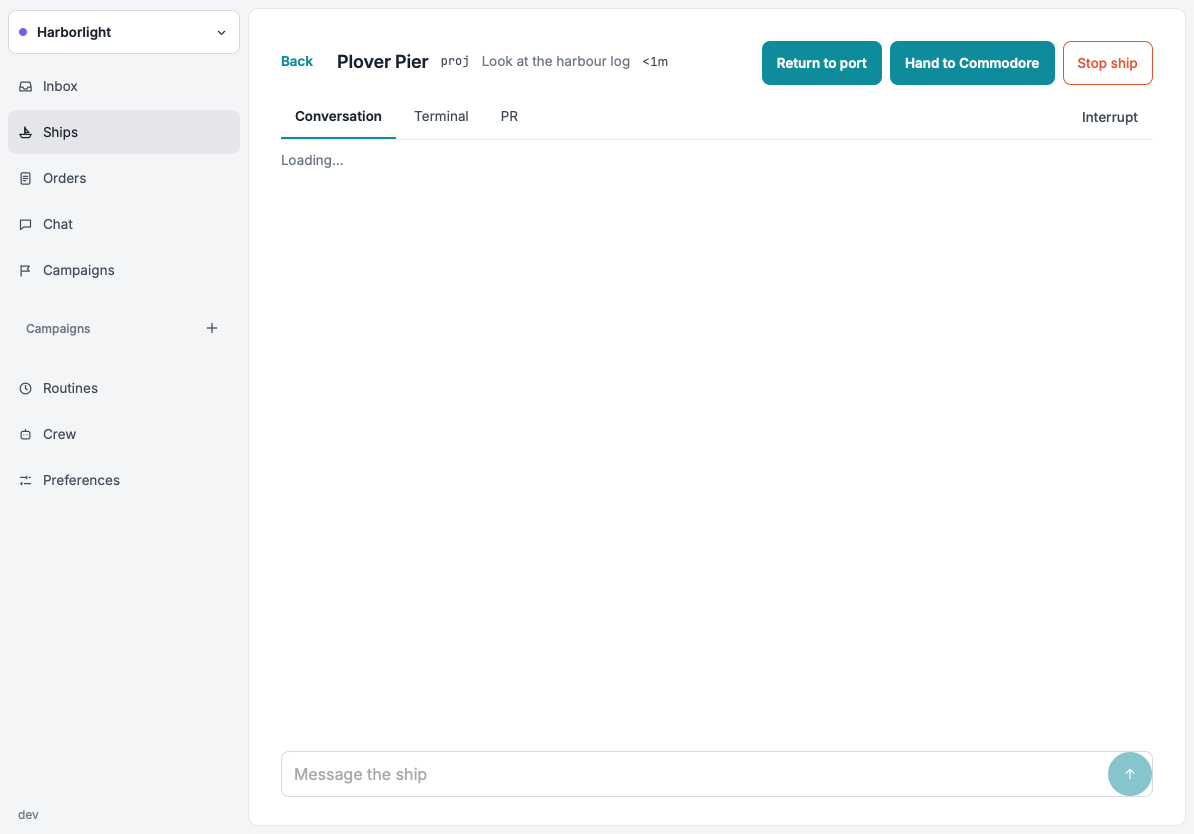 Harborlight
Inbox
Ships
Orders
Chat
Campaigns
Campaigns
Routines
Crew
Preferences
dev
Back Plover Pier proj Look at the harbour log <1m Return to port Hand to Commodore Stop ship
Conversation Terminal PR Interrupt
Loading...
Message the ship